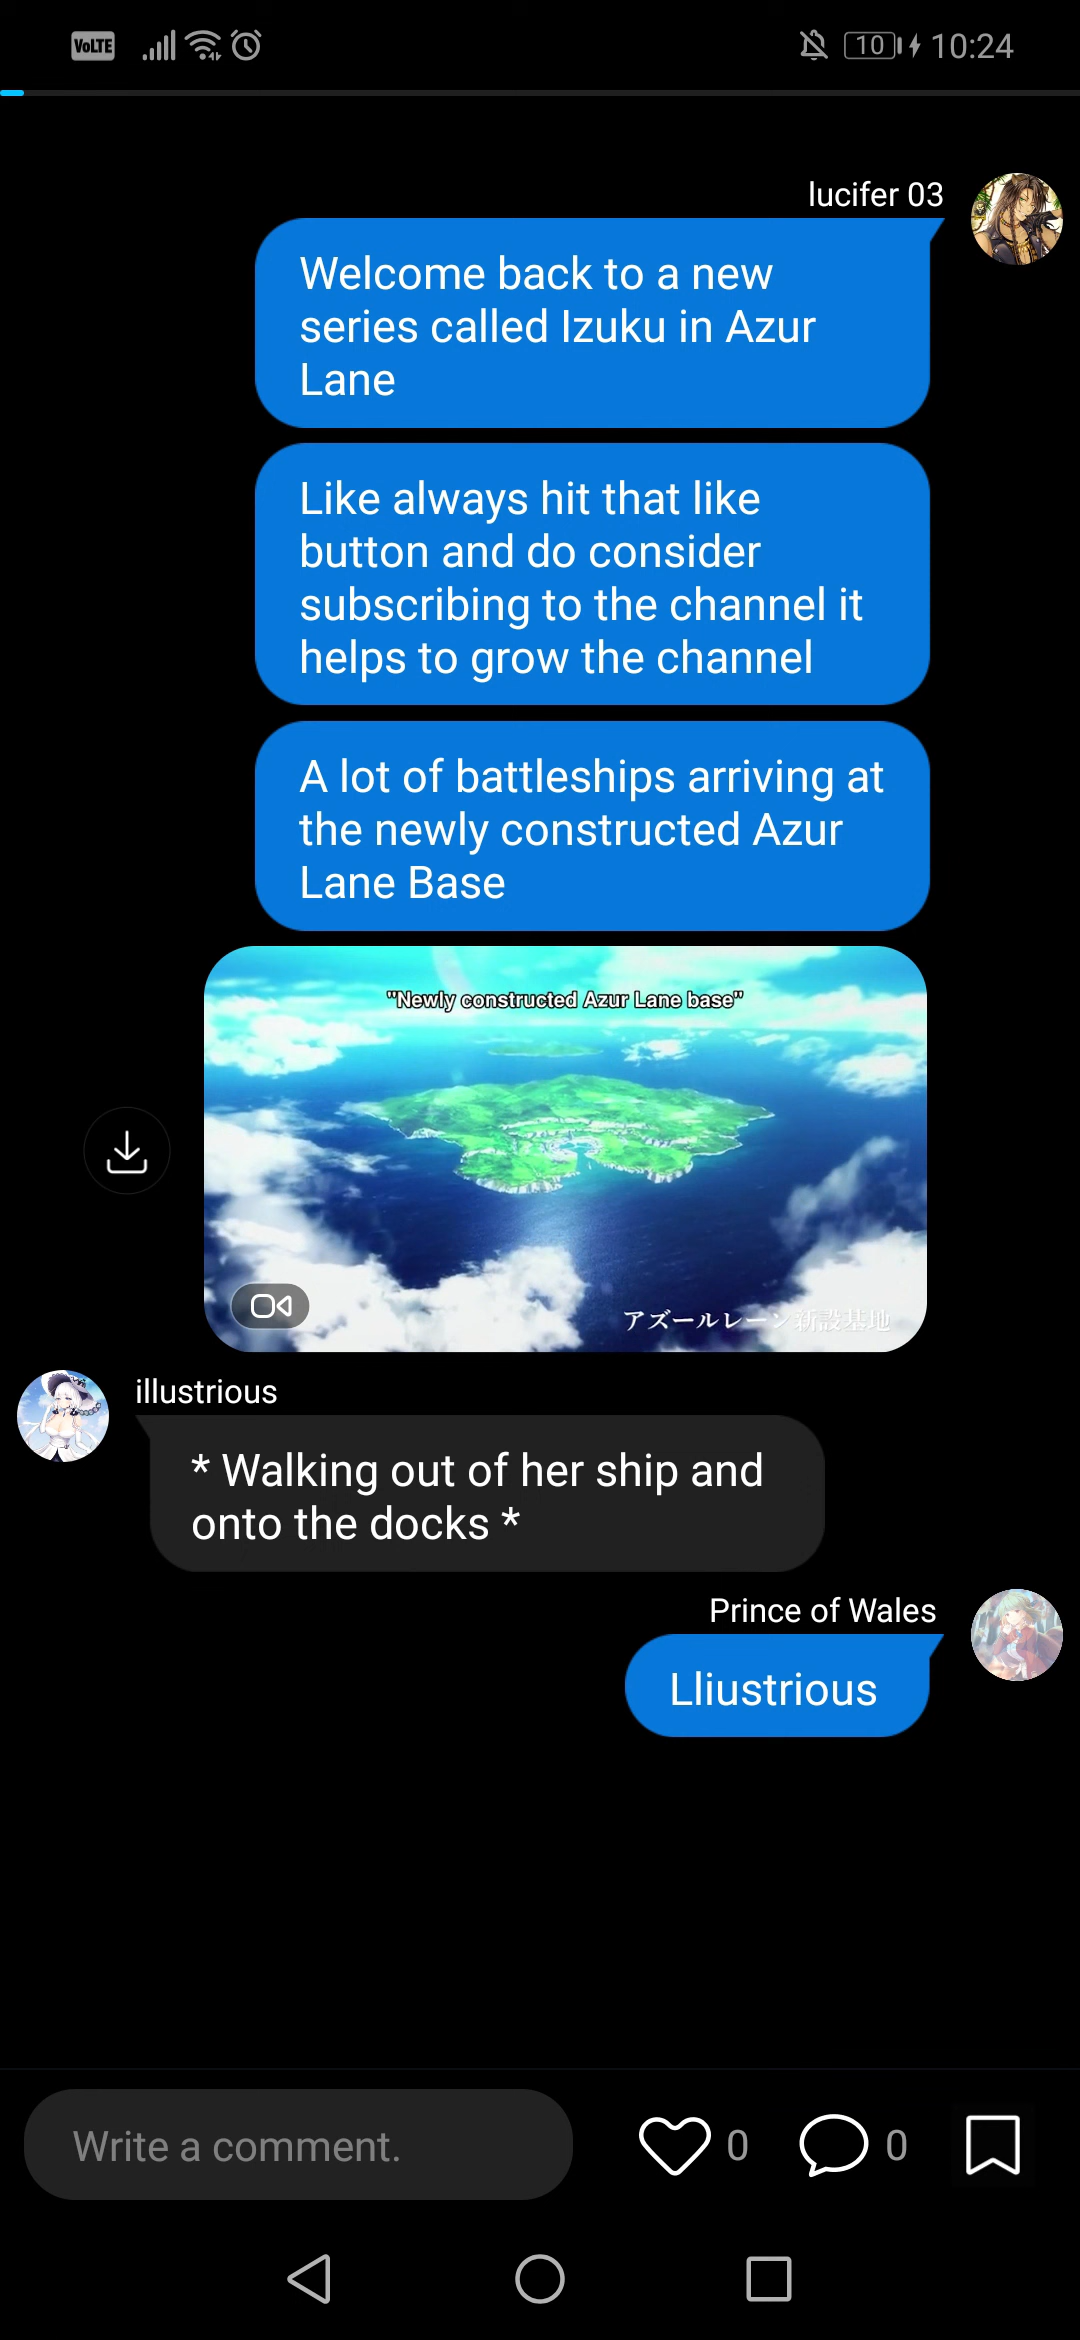 VoLTE
10
10:24
lucifer 03
Welcome back to a new
series called Izuku in Azur
Lane
Like always hit that like
button and do consider
subscribing to the channel it
helps to grow the channel
A lot of battleships arriving at
the newly constructed Azur
Lane Base
"Newly constructed Azur Lane base"
アズールレーン新設基地
illustrious
* Walking out of her ship and
onto the docks *
Prince of Wales
Lliustrious
Write a comment.
0
0